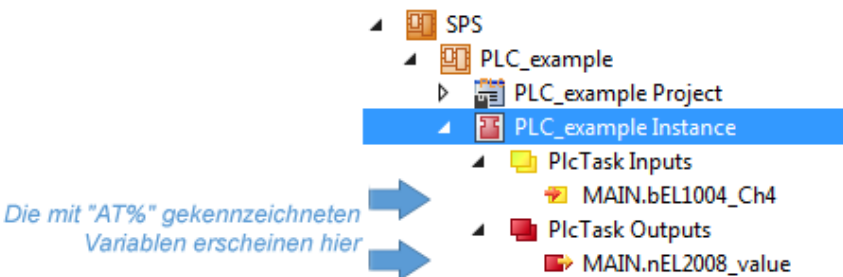 SPS
PLC_example
PLC_example Project
PLC_example Instance
PlcTask Inputs
MAIN.bEL1004_Ch4
PlcTask Outputs
MAIN.nEL2008_value
Die mit "AT%" gekennzeichneten
Variablen erscheinen hier